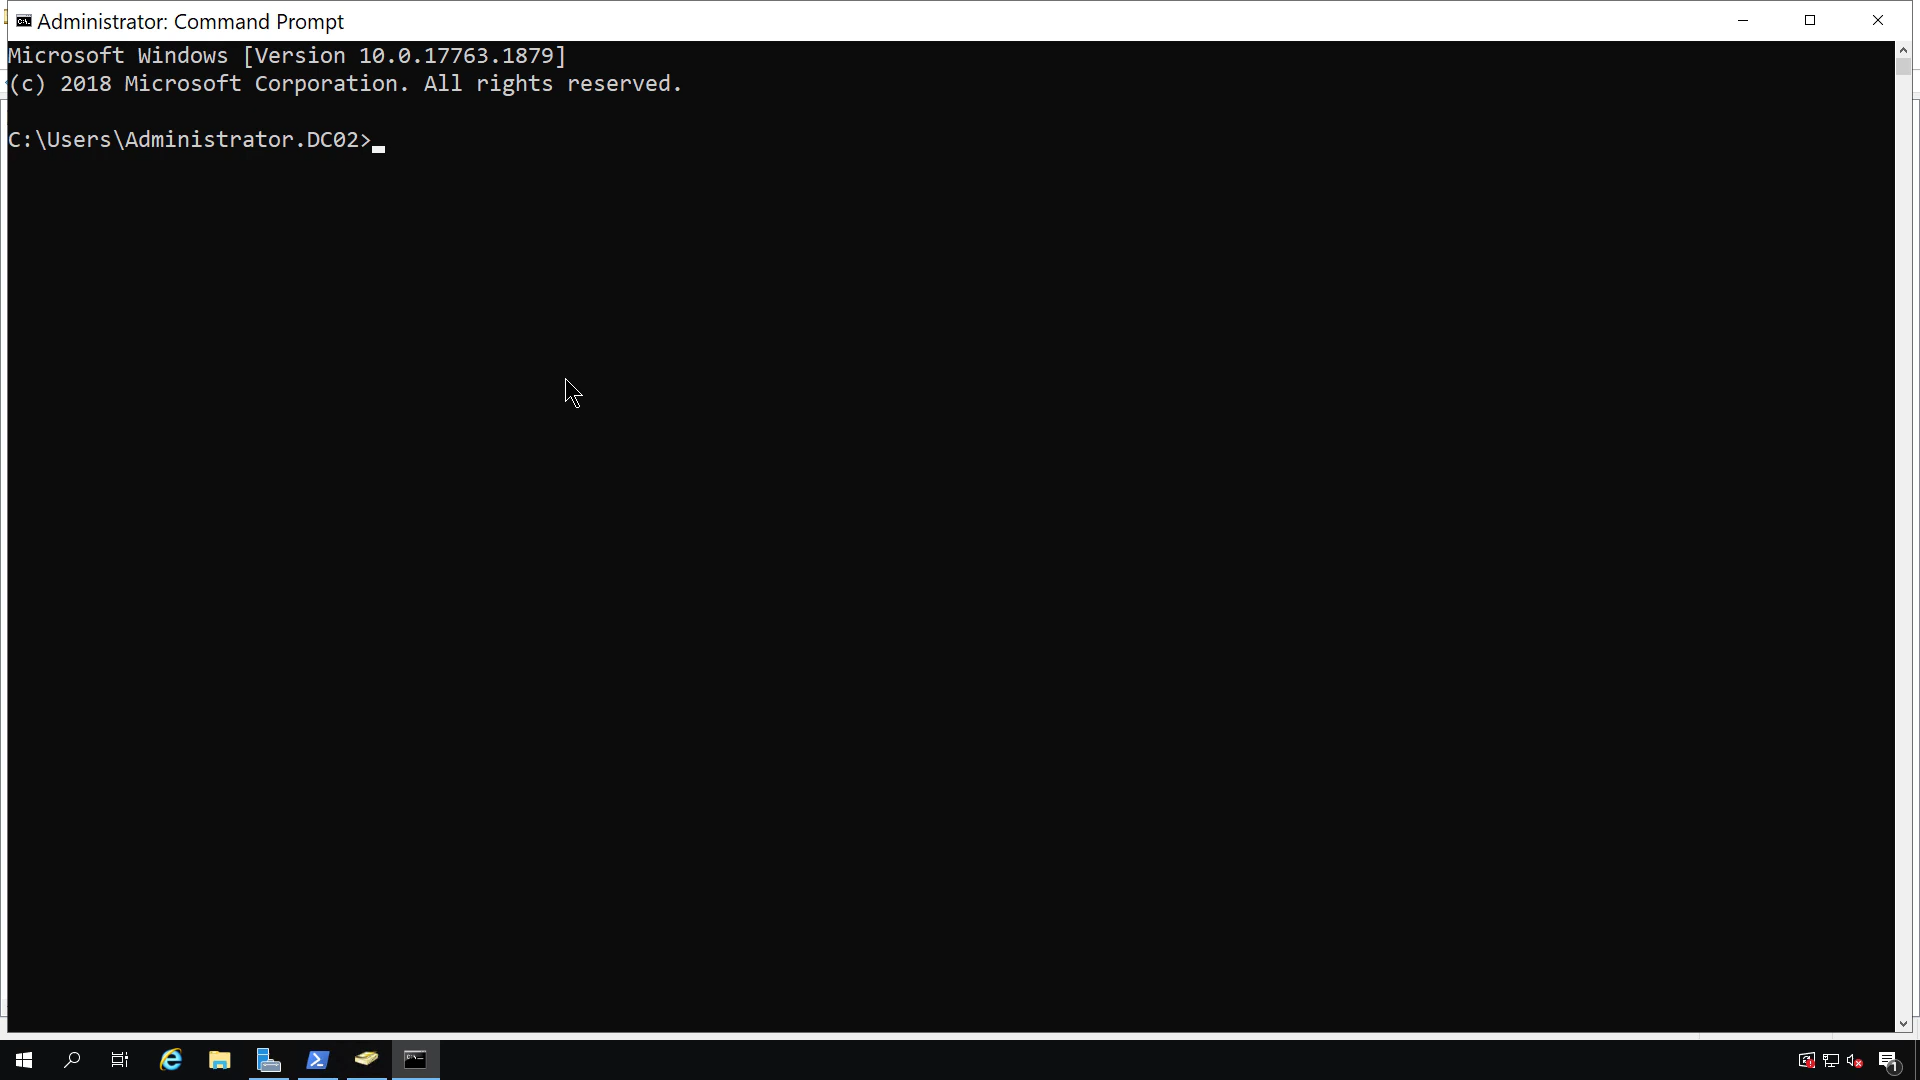 Administrator: Command Prompt
Microsoft Windows [Version 10.0.17763.1879]
(c) 2018 Microsoft Corporation. All rights reserved.
C:\Users\Administrator.DC02>
1